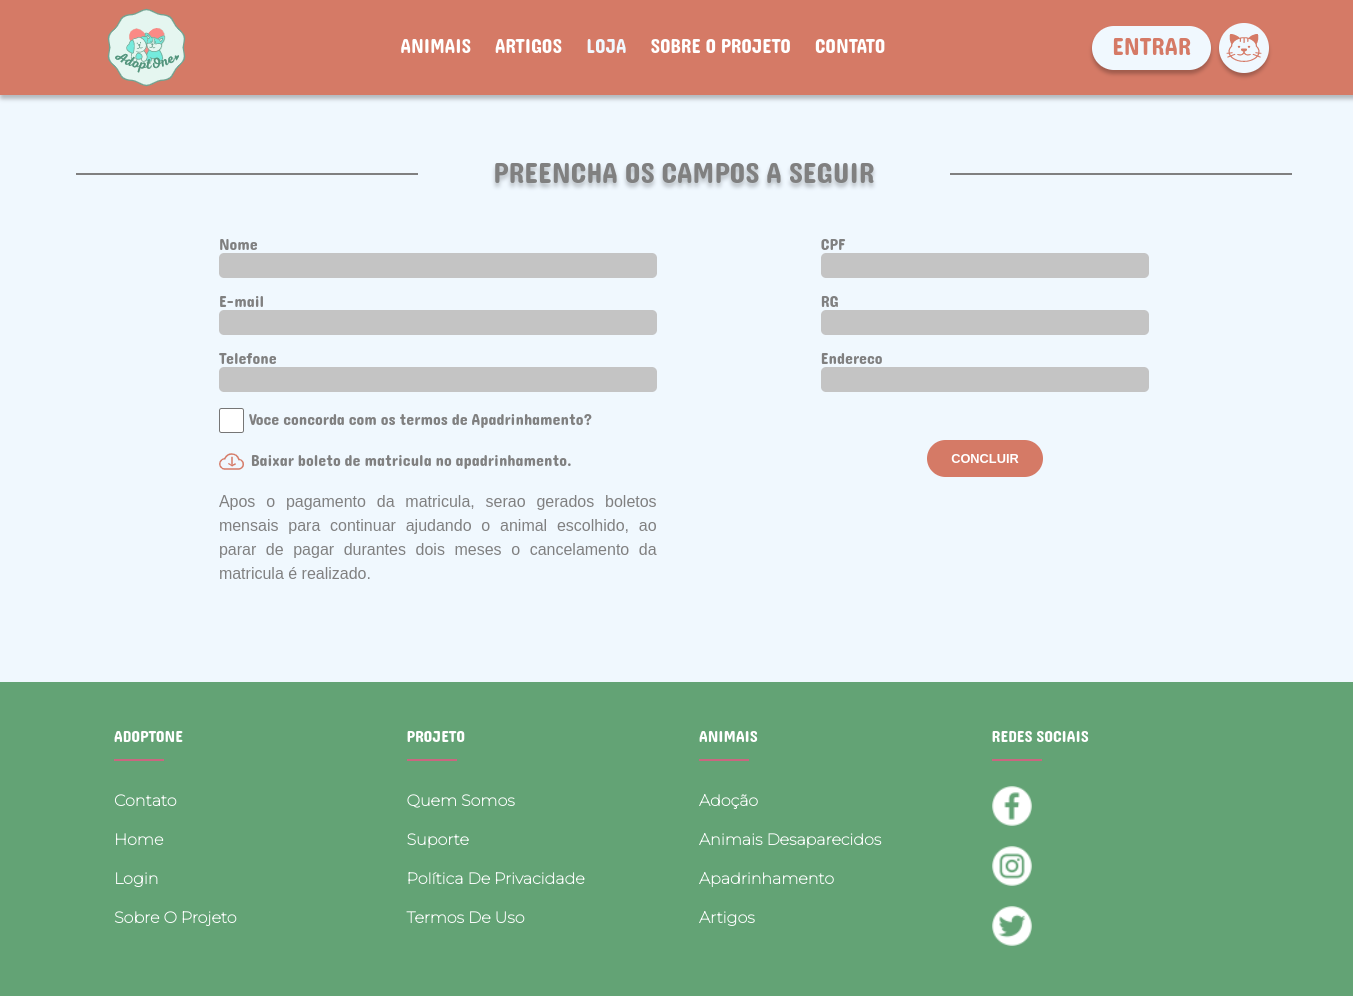 AdoptOne
ANIMAIS ARTIGOS LOJA SOBRE O PROJETO CONTATO
ENTRAR
PREENCHA OS CAMPOS A SEGUIR
Nome
E-mail
Telefone
Voce concorda com os termos de Apadrinhamento?
Baixar boleto de matricula no apadrinhamento.
Apos o pagamento da matricula, serao gerados boletos
mensais para continuar ajudando o animal escolhido, ao
parar de pagar durantes dois meses o cancelamento da
matricula é realizado.
CPF
RG
Endereco
CONCLUIR
ADOPTONE
Contato
Home
Login
Sobre O Projeto
PROJETO
Quem Somos
Suporte
Política De Privacidade
Termos De Uso
ANIMAIS
Adoção
Animais Desaparecidos
Apadrinhamento
Artigos
REDES SOCIAIS